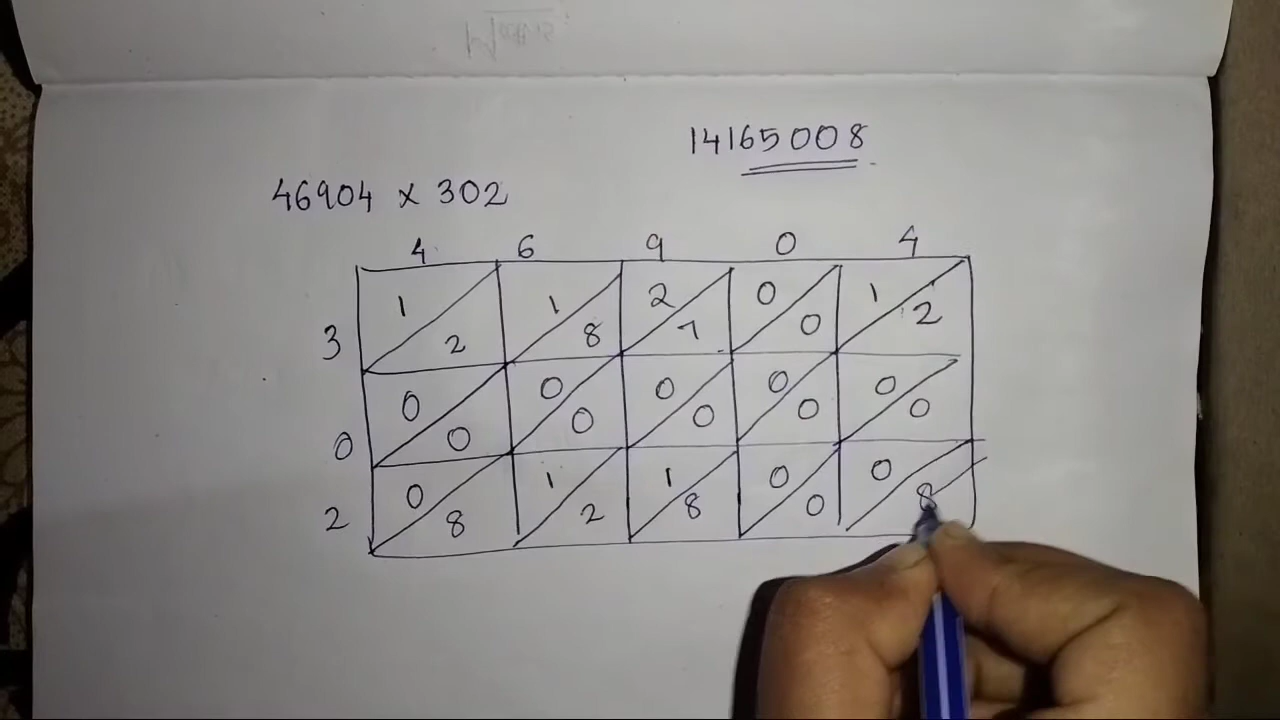 14165008
46904 x 302
4 6 9 0 4
3 1 2 1 8 2 7 0 0 1 2
0 0 0 0 0 0 0 0 0 0 0
2 0 8 1 2 1 8 0 0 0 8